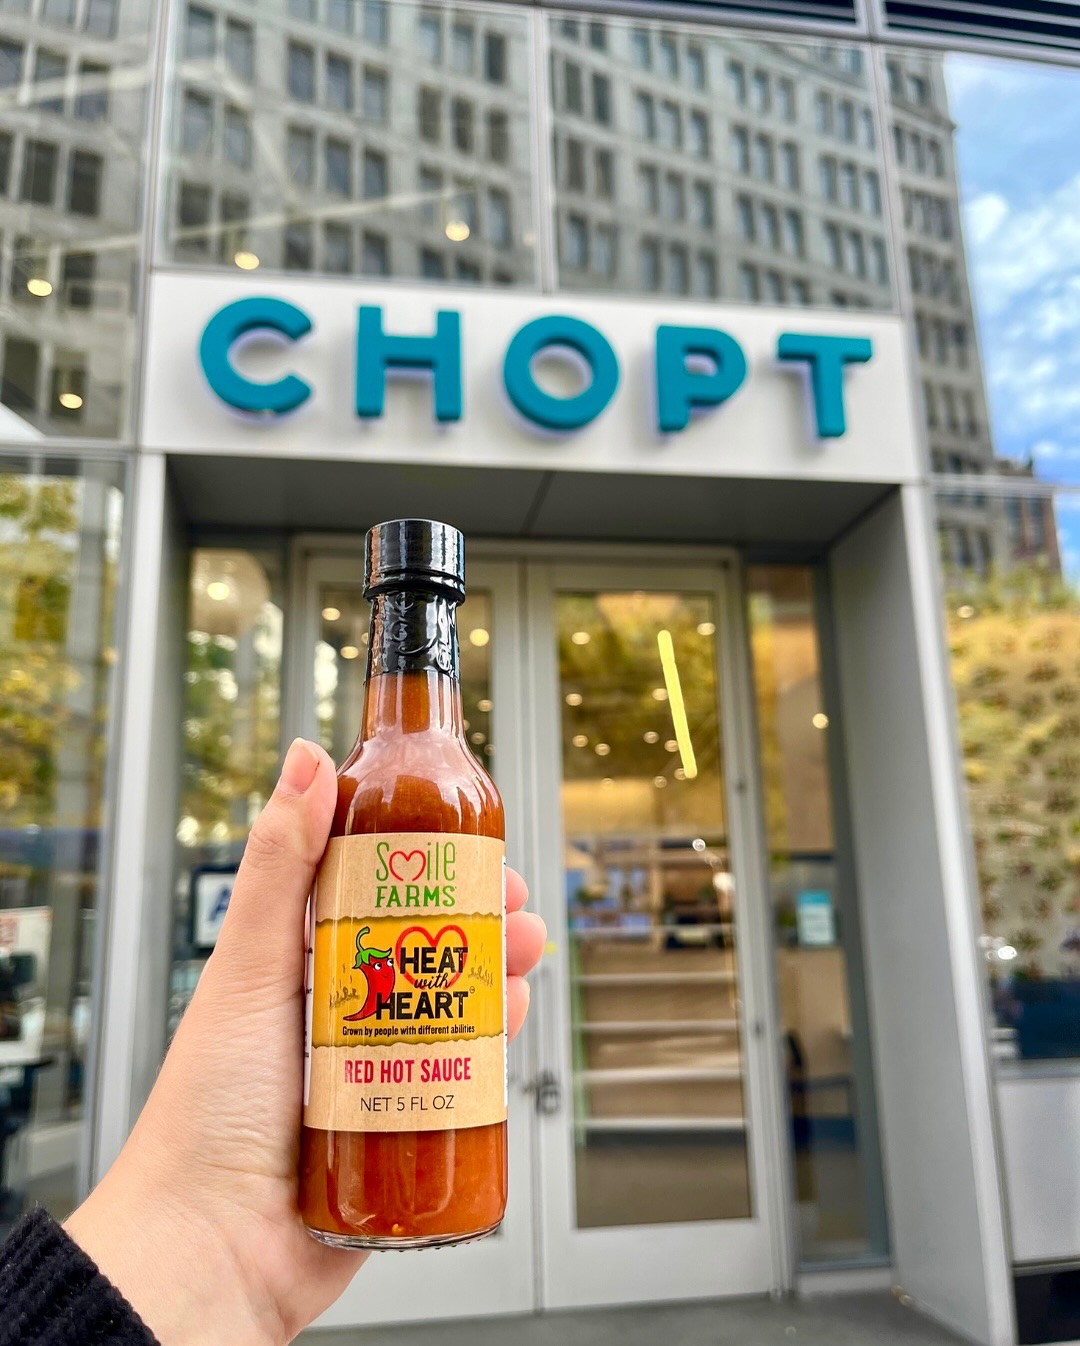 CHOPT
Smile
FARMS
HEAT
with
HEART
Grown by people with different abilities
RED HOT SAUCE
NET 5 FL OZ
A